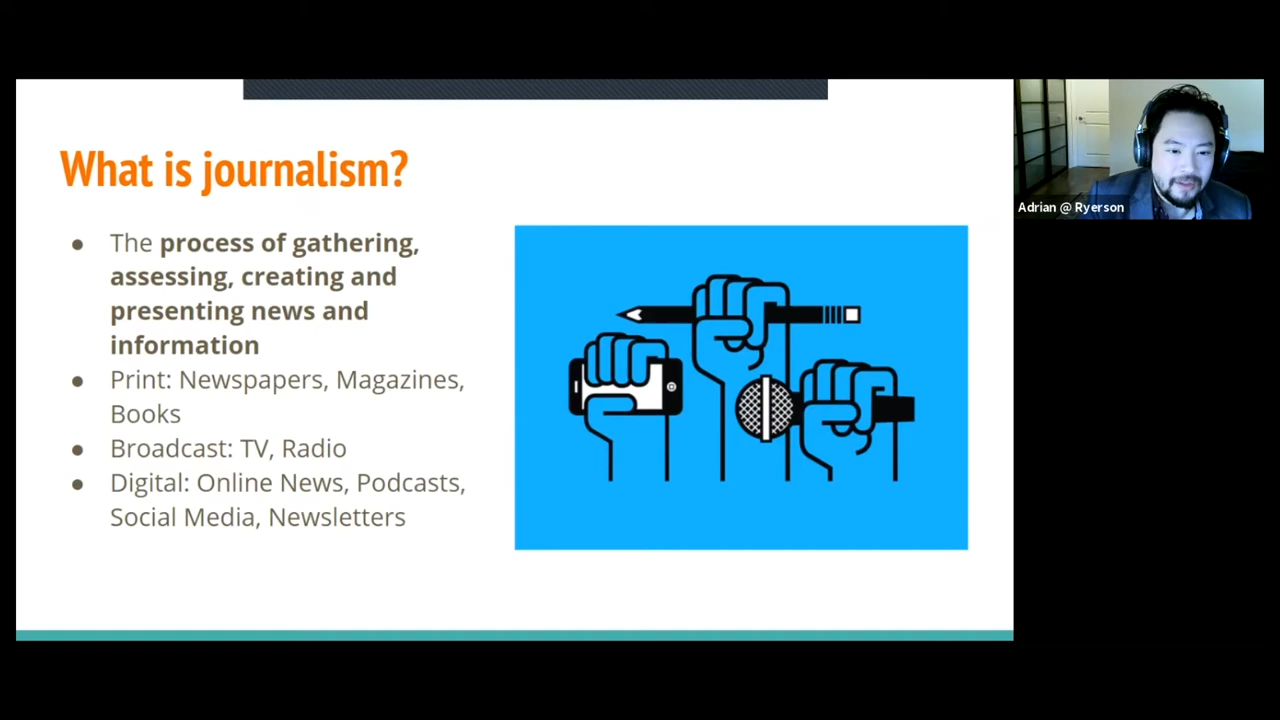 What is journalism?
● The process of gathering,
assessing, creating and
presenting news and
information
● Print: Newspapers, Magazines,
Books
● Broadcast: TV, Radio
● Digital: Online News, Podcasts,
Social Media, Newsletters
Adrian @ Ryerson